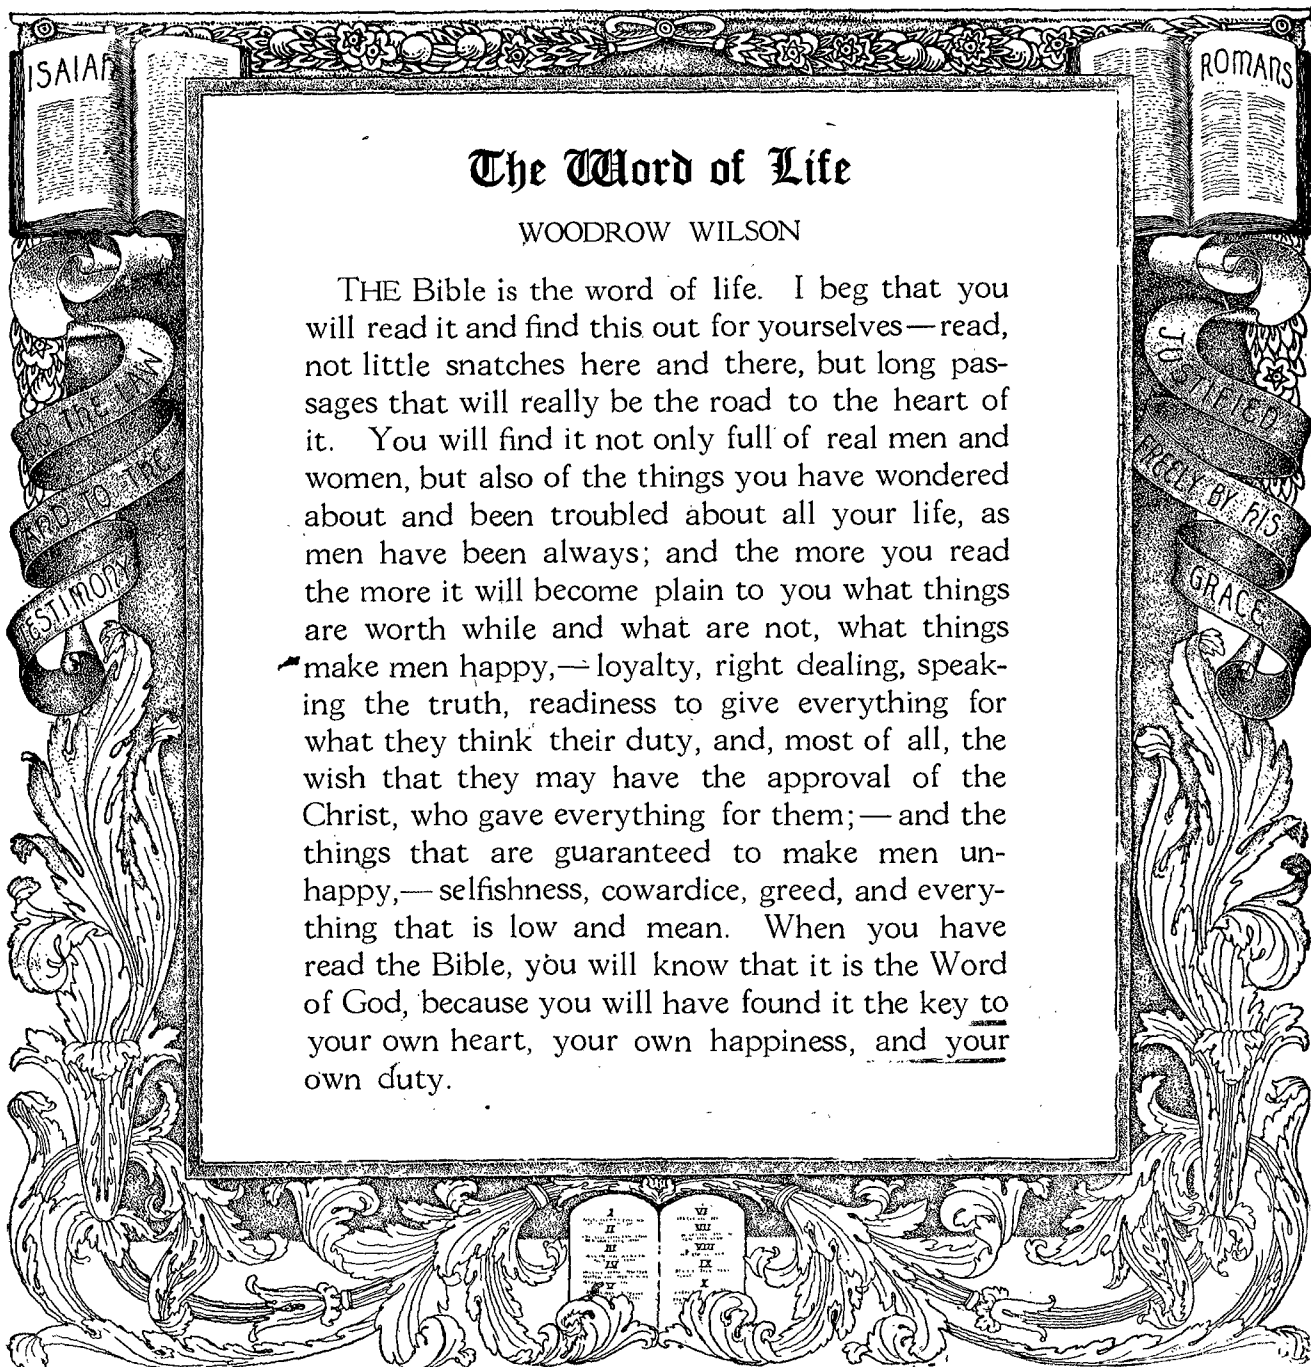 ISAIAH
ROMANS
The Word of Life
WOODROW WILSON
THE Bible is the word of life. I beg that you
will read it and find this out for yourselves—read,
not little snatches here and there, but long pas-
sages that will really be the road to the heart of
it. You will find it not only full of real men and
women, but also of the things you have wondered
about and been troubled about all your life, as
men have been always; and the more you read
the more it will become plain to you what things
are worth while and what are not, what things
make men happy,—loyalty, right dealing, speak-
ing the truth, readiness to give everything for
what they think their duty, and, most of all, the
wish that they may have the approval of the
Christ, who gave everything for them;—and the
things that are guaranteed to make men un-
happy,—selfishness, cowardice, greed, and every-
thing that is low and mean. When you have
read the Bible, you will know that it is the Word
of God, because you will have found it the key to
your own heart, your own happiness, and your
own duty.
TO THE LAW
AND TO THE
TESTIMONY
JUSTIFIED
FREELY BY HIS
GRACE
I
II
III
IV
V
VI
VII
VIII
IX
X